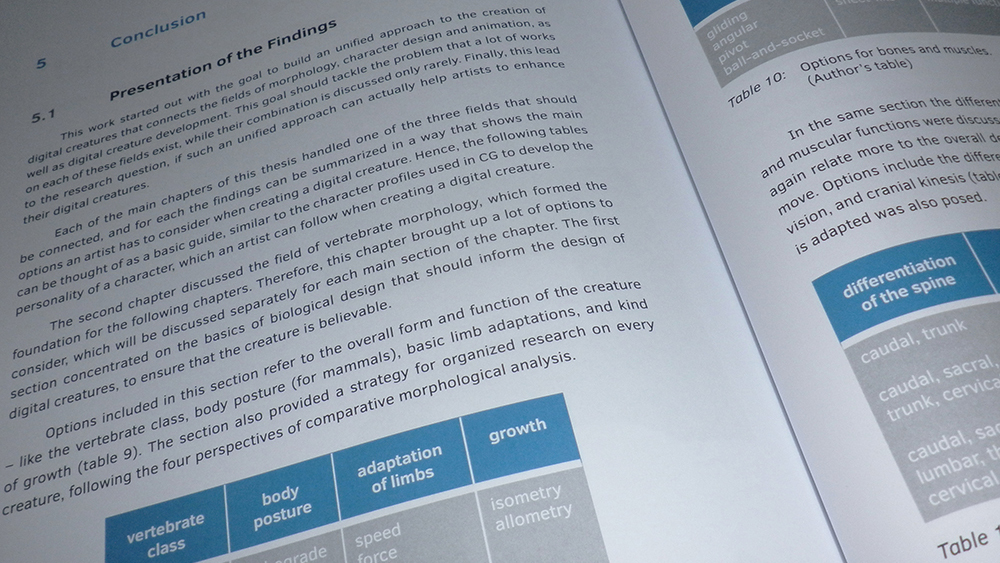 5 Conclusion
5.1 Presentation of the Findings
This work started out with the goal to build an unified approach to the creation of
digital creatures that connects the fields of morphology, character design and animation, as
well as digital creature development. This goal should tackle the problem that a lot of works
on each of these fields exist, while their combination is discussed only rarely. Finally, this lead
to the research question, if such an unified approach can actually help artists to enhance
their digital creatures.
Each of the main chapters of this thesis handled one of the three fields that should
be connected, and for each the findings can be summarized in a way that shows the main
options an artist has to consider when creating a digital creature. Hence, the following tables
can be thought of as a basic guide, similar to the character profiles used in CG to develop the
personality of a character, which an artist can follow when creating a digital creature.
The second chapter discussed the field of vertebrate morphology, which formed the
foundation for the following chapters. Therefore, this chapter brought up a lot of options to
consider, which will be discussed separately for each main section of the chapter. The first
section concentrated on the basics of biological design that should inform the design of
digital creatures, to ensure that the creature is believable.
Options included in this section refer to the overall form and function of the creature
– like the vertebrate class, body posture (for mammals), basic limb adaptations, and kind
of growth (table 9). The section also provided a strategy for organized research on every
creature, following the four perspectives of comparative morphological analysis.
vertebrate
class
body
posture
adaptation
of limbs
growth
speed
force
isometry
allometry
gliding
angular
pivot
ball-and-socket
Table 10: Options for bones and muscles.
(Author's table)
In the same section the
and muscular functions were
again relate more to the overall
move. Options include the
vision, and cranial kinesis
is adapted was also posed.
differentiation
of the spine
caudal, trunk
caudal, sacral,
trunk,
caudal,
lumbar,
Table